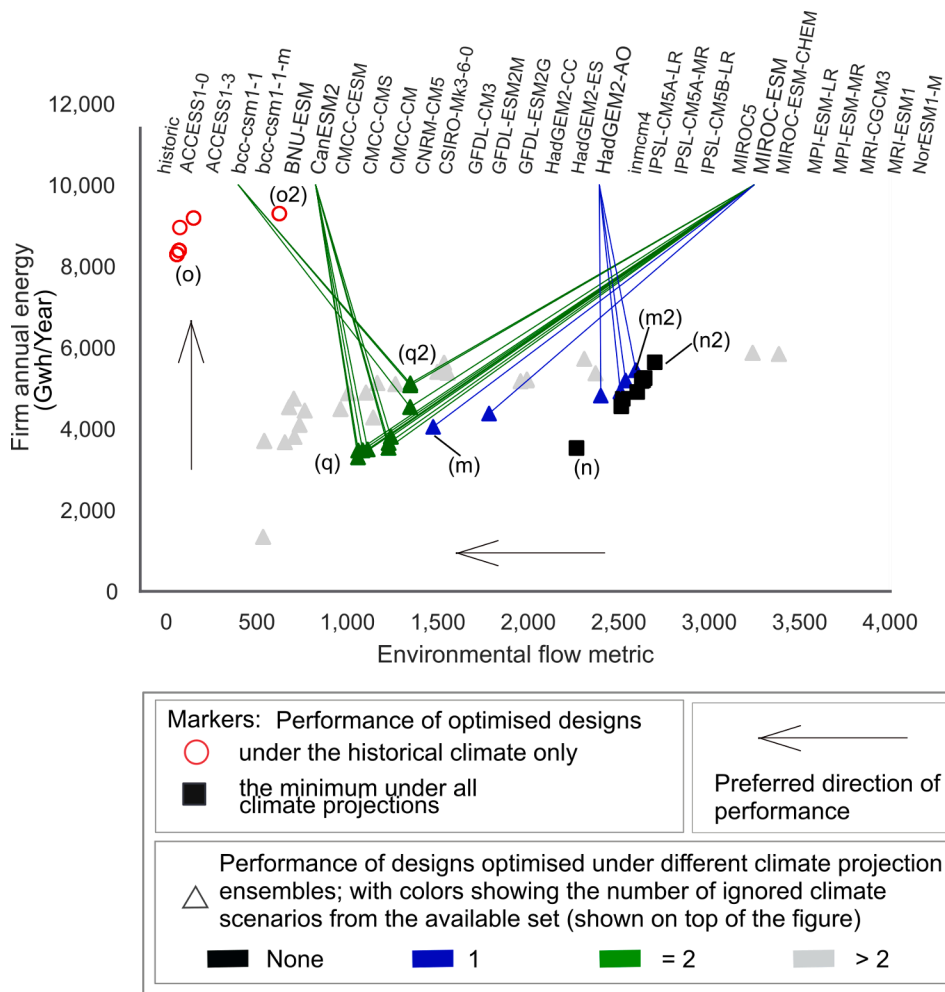 historic
ACCESS1-0
ACCESS1-3
bcc-csm1-1
bcc-csm1-1-m
BNU-ESM
CanESM2
CMCC-CESM
CMCC-CMS
CMCC-CM
CNRM-CM5
CSIRO-Mk3-6-0
GFDL-CM3
GFDL-ESM2M
GFDL-ESM2G
HadGEM2-CC
HadGEM2-ES
HadGEM2-AO
inmcm4
IPSL-CM5A-LR
IPSL-CM5A-MR
IPSL-CM5B-LR
MIROC5
MIROC-ESM
MIROC-ESM-CHEM
MPI-ESM-LR
MPI-ESM-MR
MRI-CGCM3
MRI-ESM1
NorESM1-M
Firm annual energy
(Gwh/Year)
12,000
10,000
8,000
6,000
4,000
2,000
0
(o2)
(o)
(m2)
(n2)
(q2)
(q)
(m)
(n)
0
500
1,000
1,500
2,000
2,500
3,000
3,500
4,000
Environmental flow metric
Markers: Performance of optimised designs
under the historical climate only
the minimum under all
climate projections
Preferred direction of
performance
Performance of designs optimised under different climate projection
ensembles; with colors showing the number of ignored climate
scenarios from the available set (shown on top of the figure)
None
1
= 2
> 2